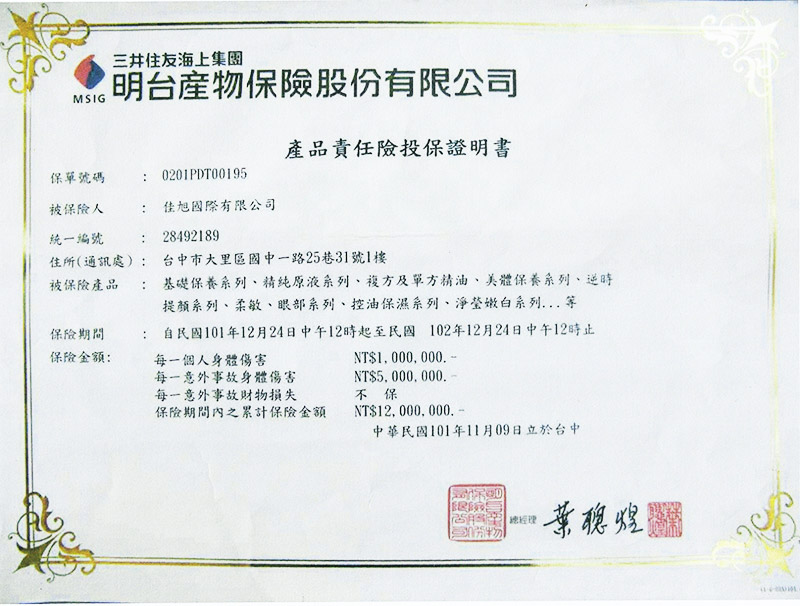 三井住友海上集團
MSIG
明台產物保險股份有限公司
產品責任險投保證明書
保單號碼 : 0201PDT00195
被保險人 : 佳旭國際有限公司
統一編號 : 28492189
住所(通訊處): 台中市大里區國中一路25巷31號1樓
被保險產品 : 基礎保養系列、精純原液系列、複方及單方精油、美體保養系列、逆時
提顏系列、柔敏、眼部系列、控油保濕系列、淨瑩嫩白系列...等
保險期間 : 自民國101年12月24日中午12時起至民國 102年12月24日中午12時止
保險金額:
每一個人身體傷害 NT$1,000,000.-
每一意外事故身體傷害 NT$5,000,000.-
每一意外事故財物損失 不 保
保險期間內之累計保險金額 NT$12,000,000.-
中華民國101年11月09日立於台中
明台產物保險股份有限公司
總經理 葉聰煌